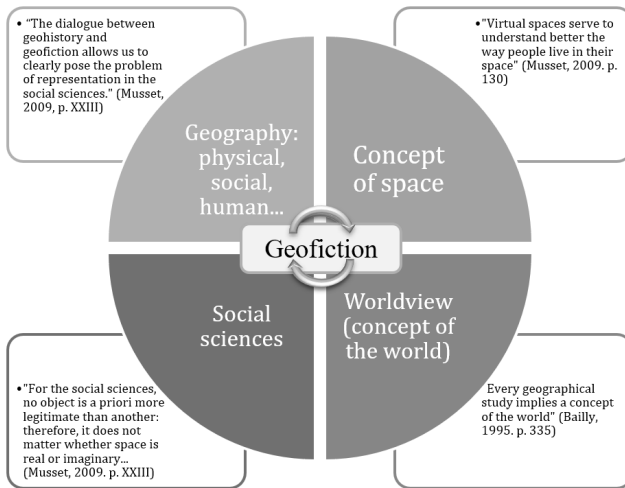 • "The dialogue between
geohistory and
geofiction allows us to
clearly pose the problem
of representation in the
social sciences." (Musset,
2009, p. XXIII)
• "Virtual spaces serve to
understand better the
way people live in their
space" (Musset, 2009. p.
130)
Geography:
physical,
social,
human...
Concept
of space
Geofiction
Social
sciences
Worldview
(concept of
the world)
• "For the social sciences,
no object is a priori more
legitimate than another:
therefore, it does not
matter whether space is
real or imaginary...
(Musset, 2009. p. XXIII)
Every geographical
study implies a concept
of the world" (Bailly,
1995. p. 335)